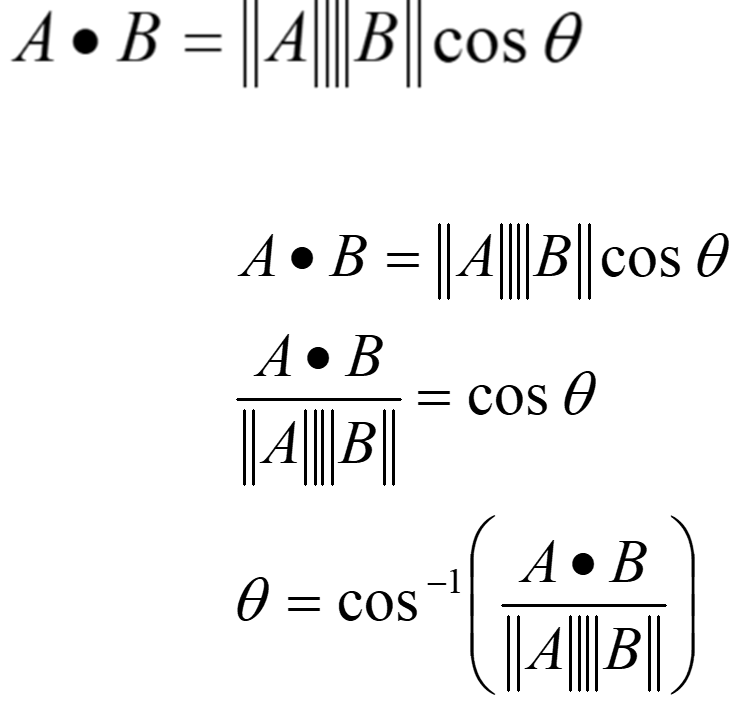 A • B = ‖A‖‖B‖ cos θ
A • B = ‖A‖‖B‖ cos θ
A • B / ‖A‖‖B‖ = cos θ
θ = cos⁻¹ ( A • B / ‖A‖‖B‖ )